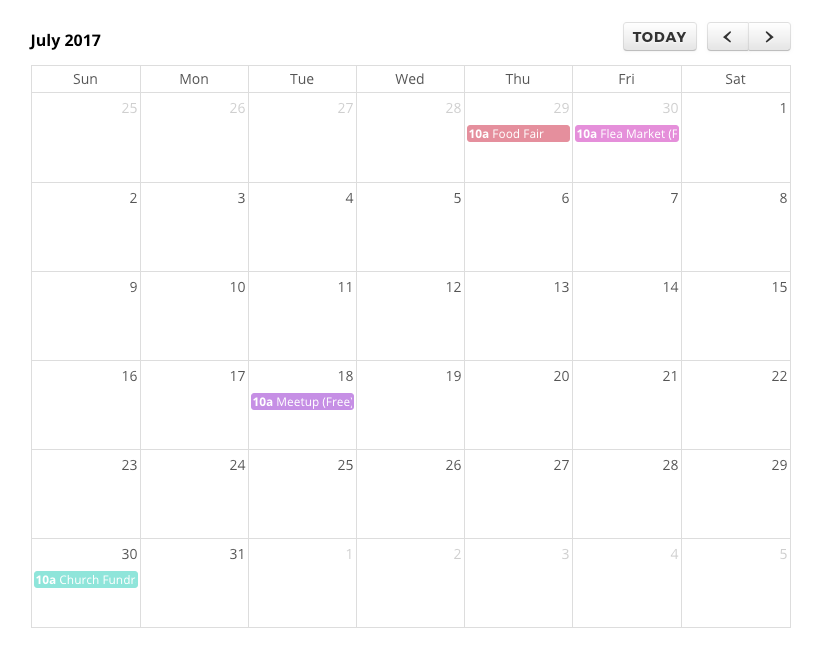 July 2017
TODAY
Sun Mon Tue Wed Thu Fri Sat
25 26 27 28 29 30 1
10a Food Fair 10a Flea Market (F
2 3 4 5 6 7 8
9 10 11 12 13 14 15
16 17 18 19 20 21 22
10a Meetup (Free)
23 24 25 26 27 28 29
30 31 1 2 3 4 5
10a Church Fundr